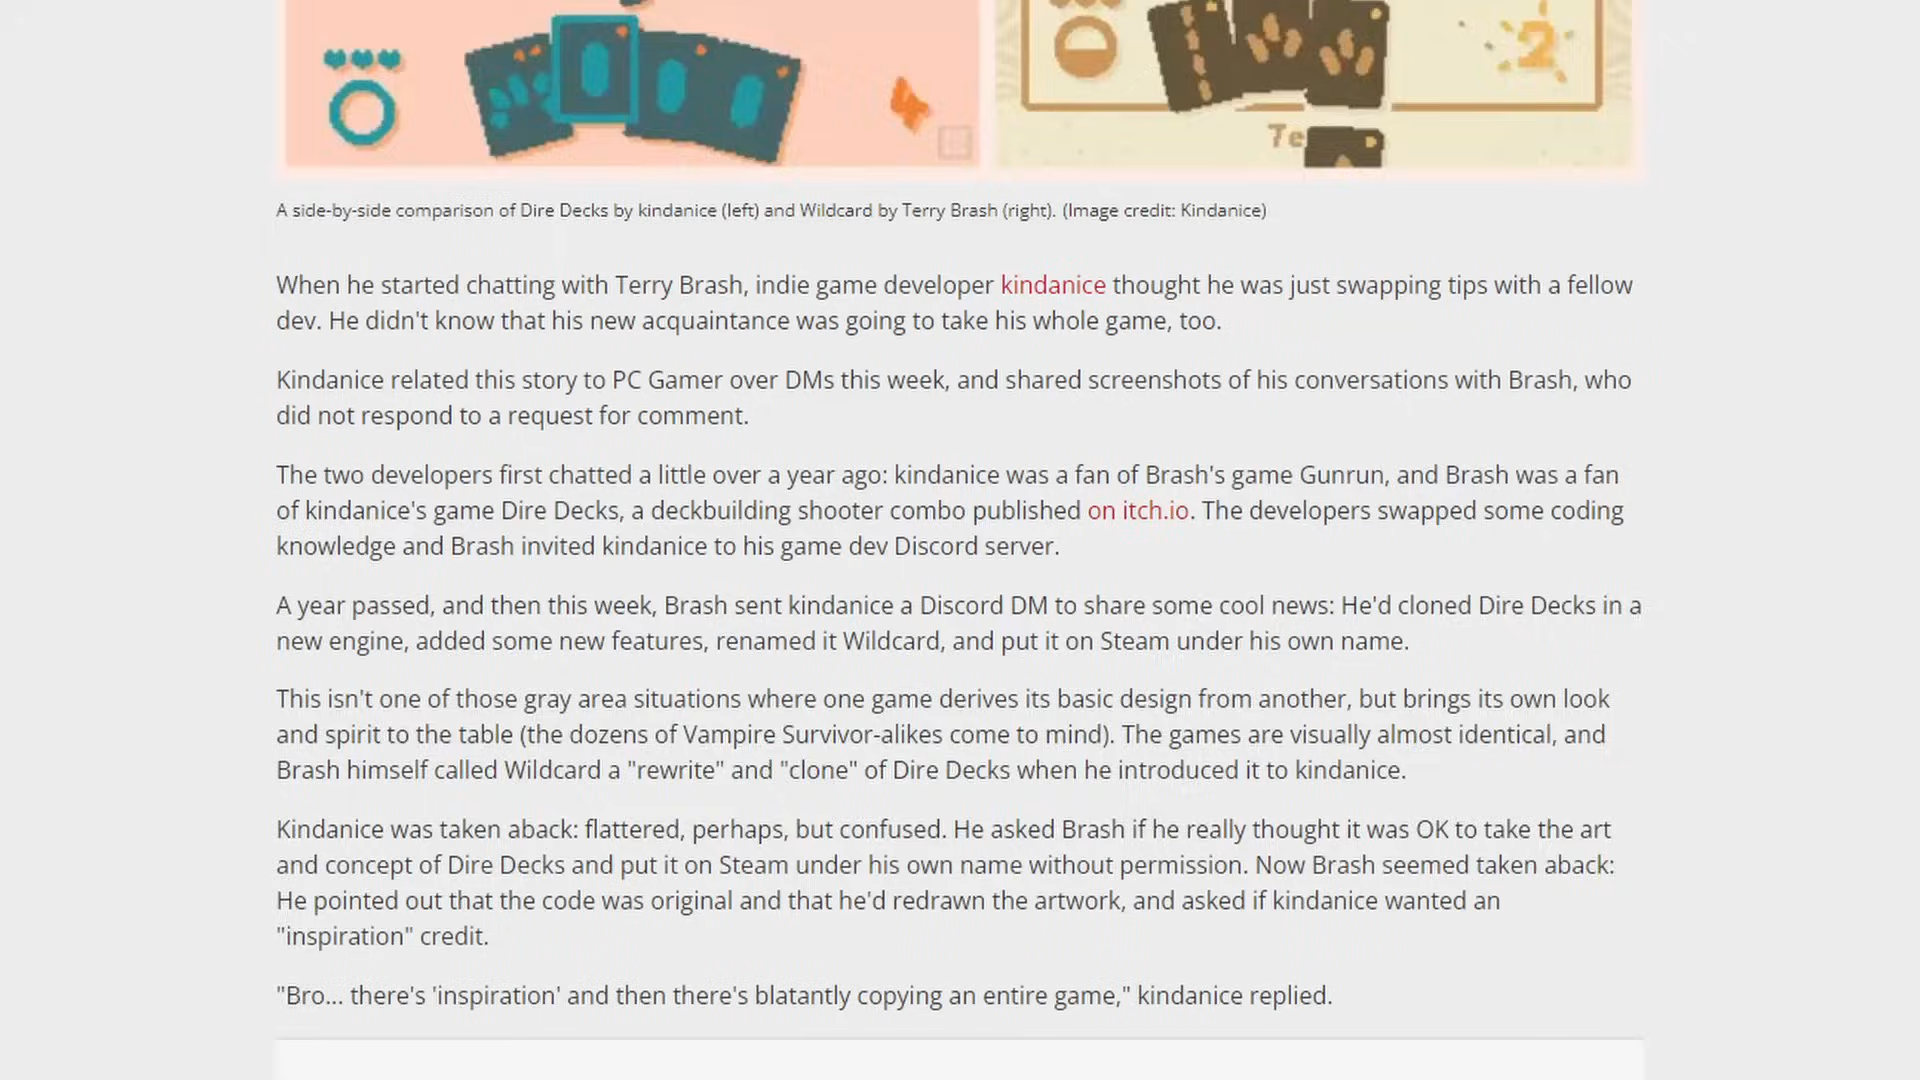 2
7e
A side-by-side comparison of Dire Decks by kindanice (left) and Wildcard by Terry Brash (right). (Image credit: Kindanice)
When he started chatting with Terry Brash, indie game developer kindanice thought he was just swapping tips with a fellow
dev. He didn't know that his new acquaintance was going to take his whole game, too.
Kindanice related this story to PC Gamer over DMs this week, and shared screenshots of his conversations with Brash, who
did not respond to a request for comment.
The two developers first chatted a little over a year ago: kindanice was a fan of Brash's game Gunrun, and Brash was a fan
of kindanice's game Dire Decks, a deckbuilding shooter combo published on itch.io. The developers swapped some coding
knowledge and Brash invited kindanice to his game dev Discord server.
A year passed, and then this week, Brash sent kindanice a Discord DM to share some cool news: He'd cloned Dire Decks in a
new engine, added some new features, renamed it Wildcard, and put it on Steam under his own name.
This isn't one of those gray area situations where one game derives its basic design from another, but brings its own look
and spirit to the table (the dozens of Vampire Survivor-alikes come to mind). The games are visually almost identical, and
Brash himself called Wildcard a "rewrite" and "clone" of Dire Decks when he introduced it to kindanice.
Kindanice was taken aback: flattered, perhaps, but confused. He asked Brash if he really thought it was OK to take the art
and concept of Dire Decks and put it on Steam under his own name without permission. Now Brash seemed taken aback:
He pointed out that the code was original and that he'd redrawn the artwork, and asked if kindanice wanted an
"inspiration" credit.
"Bro... there's 'inspiration' and then there's blatantly copying an entire game," kindanice replied.